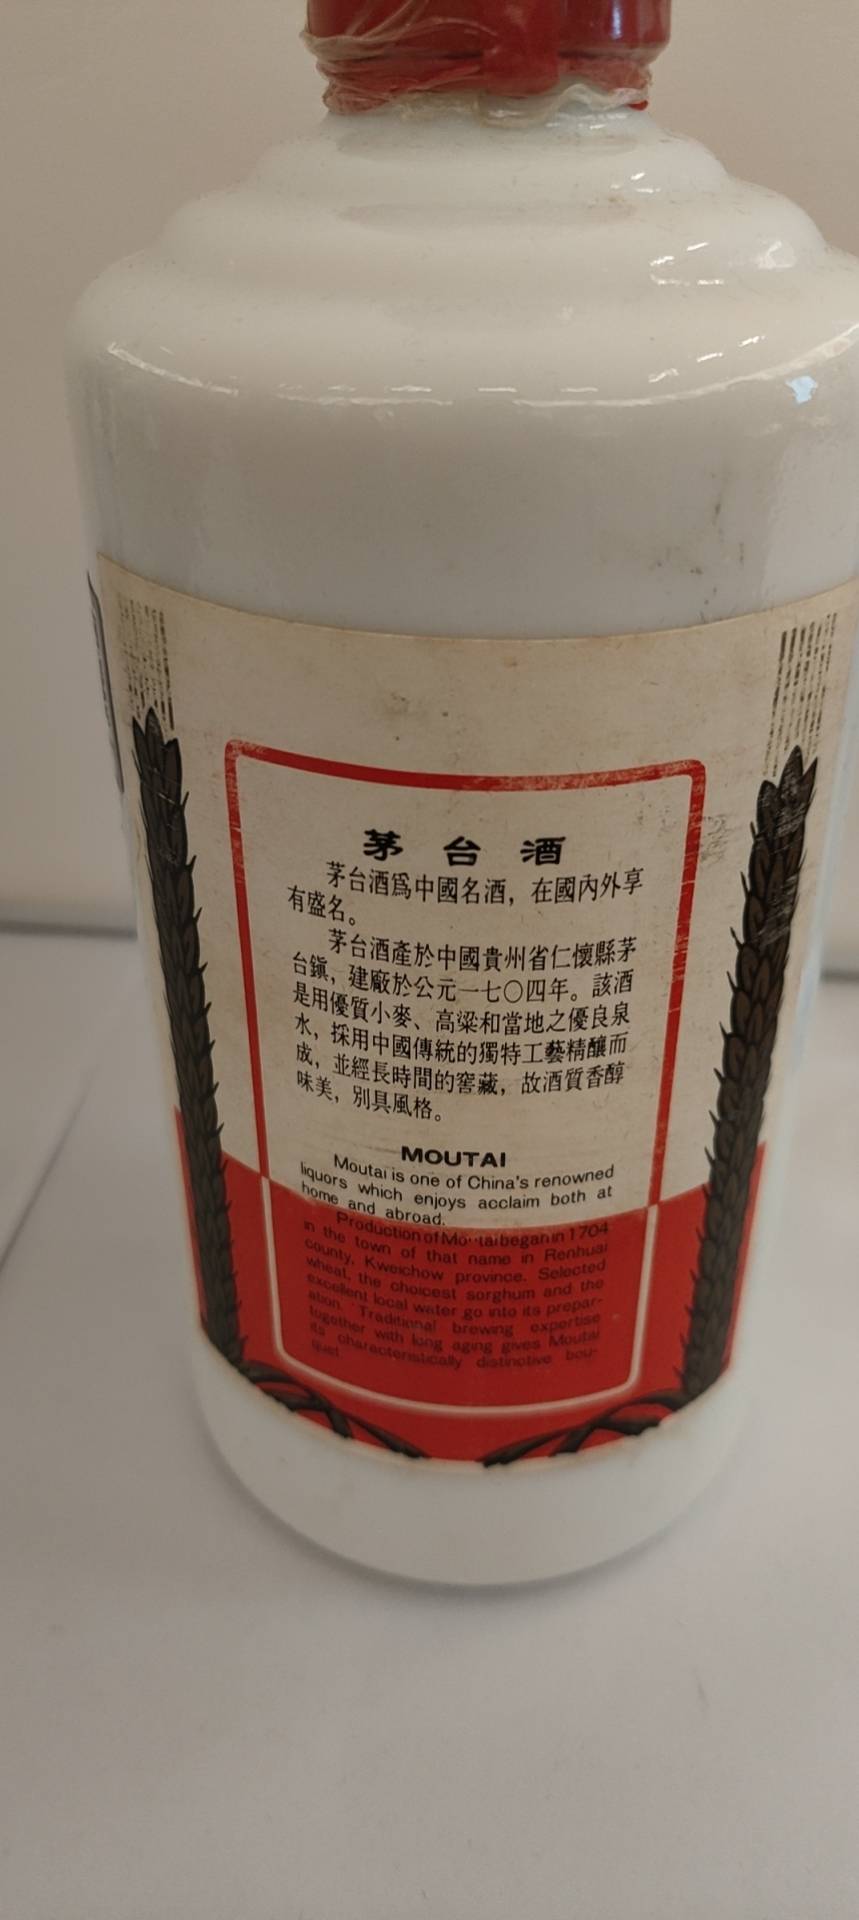 茅台酒
茅台酒爲中國名酒，在國內外享
有盛名。
茅台酒產於中國貴州省仁懷縣茅
台鎮，建廠於公元一七〇四年。該酒
是用優質小麥、高粱和當地之優良泉
水，採用中國傳統的獨特工藝精釀而
成，並經長時間的窖藏，故酒質香醇
味美，別具風格。
MOUTAI
Moutai is one of China's renowned
liquors which enjoys acclaim both at
home and abroad.
Production of Moutai began in 1704
in the town of that name in Renhuai
county, Kweichow province. Selected
wheat, the choicest sorghum and the
excellent local water go into its prepar-
ation. Traditional brewing expertise
together with long aging gives Moutai
its characteristically distinctive bou-
quet.